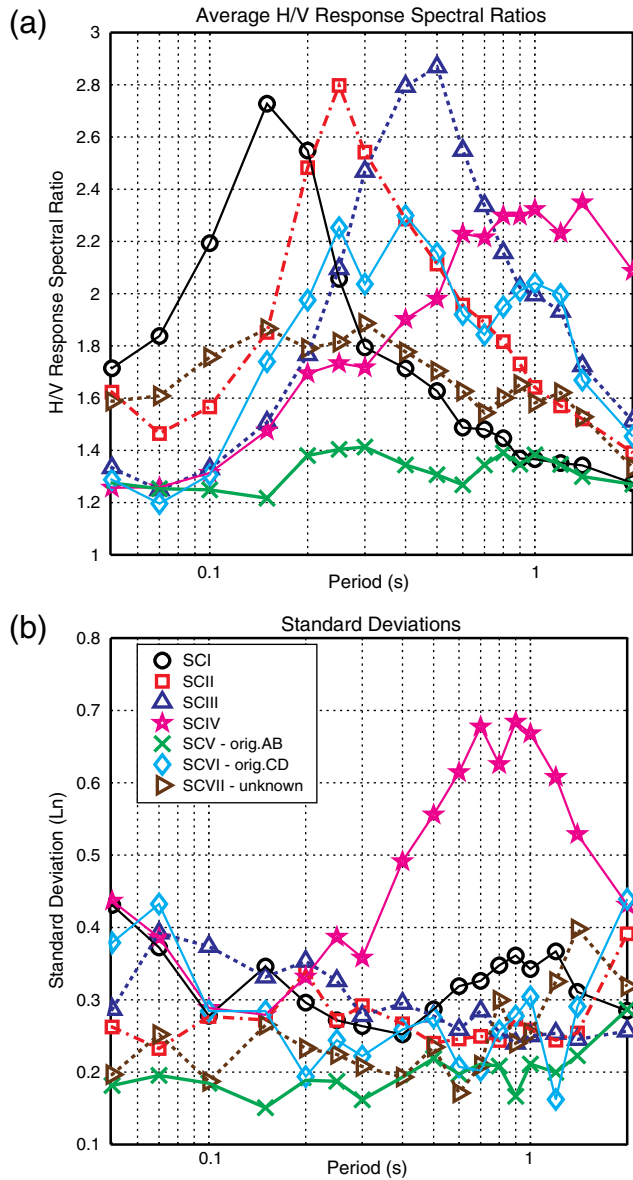 (a)
Average H/V Response Spectral Ratios
H/V Response Spectral Ratio
3
2.8
2.6
2.4
2.2
2
1.8
1.6
1.4
1.2
1
0.1
1
Period (s)
(b)
Standard Deviations
Standard Deviation (Ln)
0.8
0.7
0.6
0.5
0.4
0.3
0.2
0.1
SCI
SCII
SCIII
SCIV
SCV - orig.AB
SCVI - orig.CD
SCVII - unknown
0.1
1
Period (s)